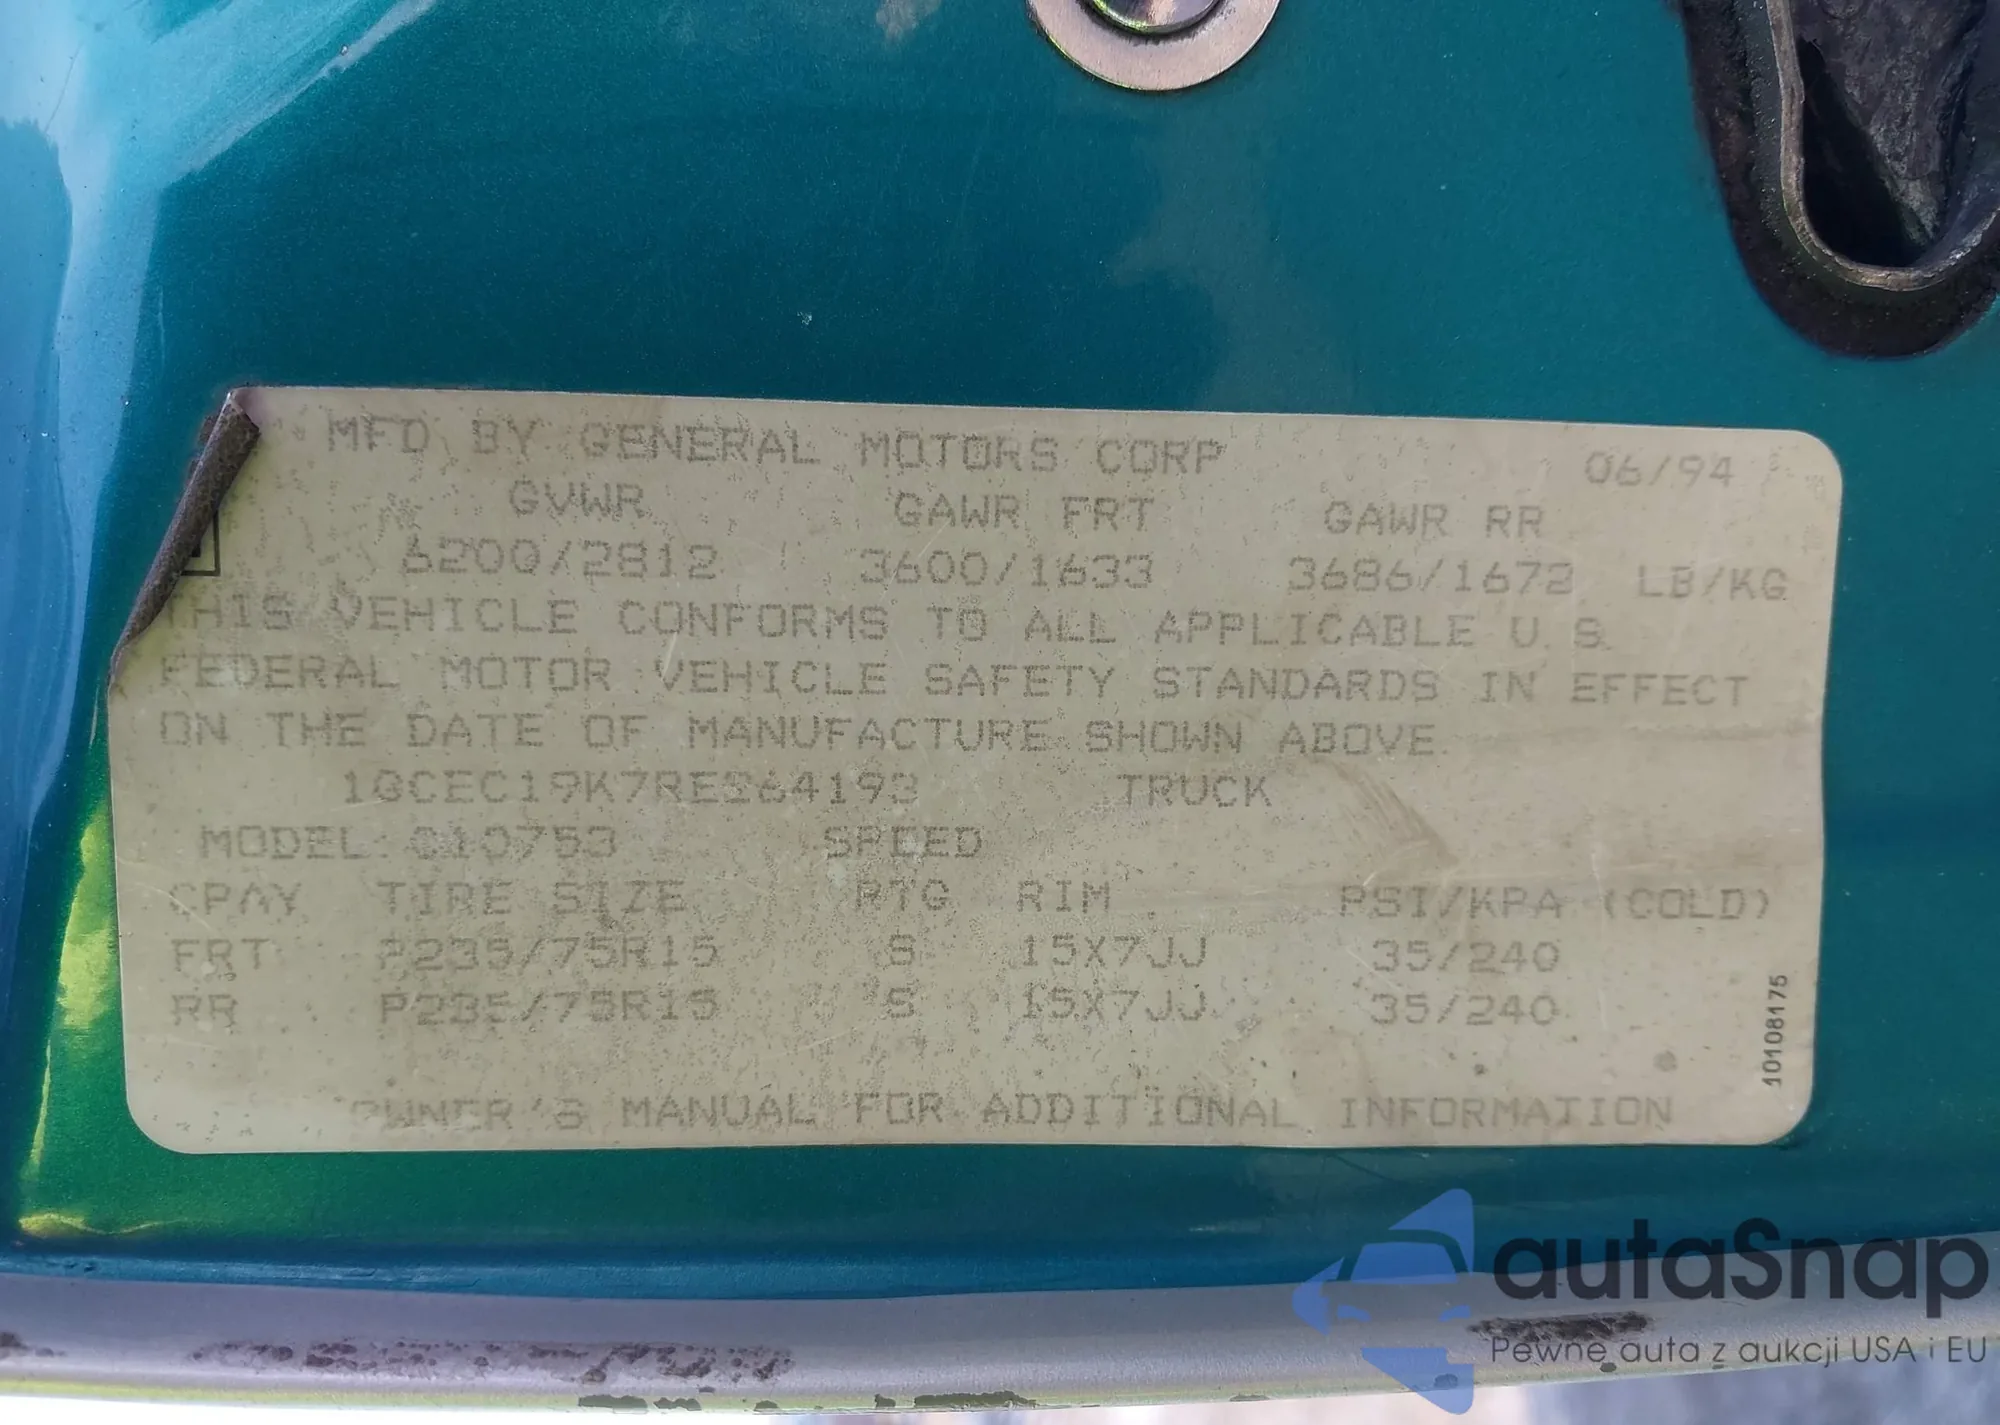 MFD BY GENERAL MOTORS CORP 06/94
GVWR GAWR FRT GAWR RR
6200/2812 3600/1633 3686/1672 LB/KG
THIS VEHICLE CONFORMS TO ALL APPLICABLE U.S.
FEDERAL MOTOR VEHICLE SAFETY STANDARDS IN EFFECT
ON THE DATE OF MANUFACTURE SHOWN ABOVE.
1GCEC19K7RE264193 TRUCK
MODEL: C10753 SPEED
CPAY TIRE SIZE RTG RIM PSI/KPA (COLD)
FRT P235/75R15 S 15X7JJ 35/240
RR P235/75R15 S 15X7JJ 35/240
OWNER'S MANUAL FOR ADDITIONAL INFORMATION
10108175
autaSnap
Pewne auta z aukcji USA i EU